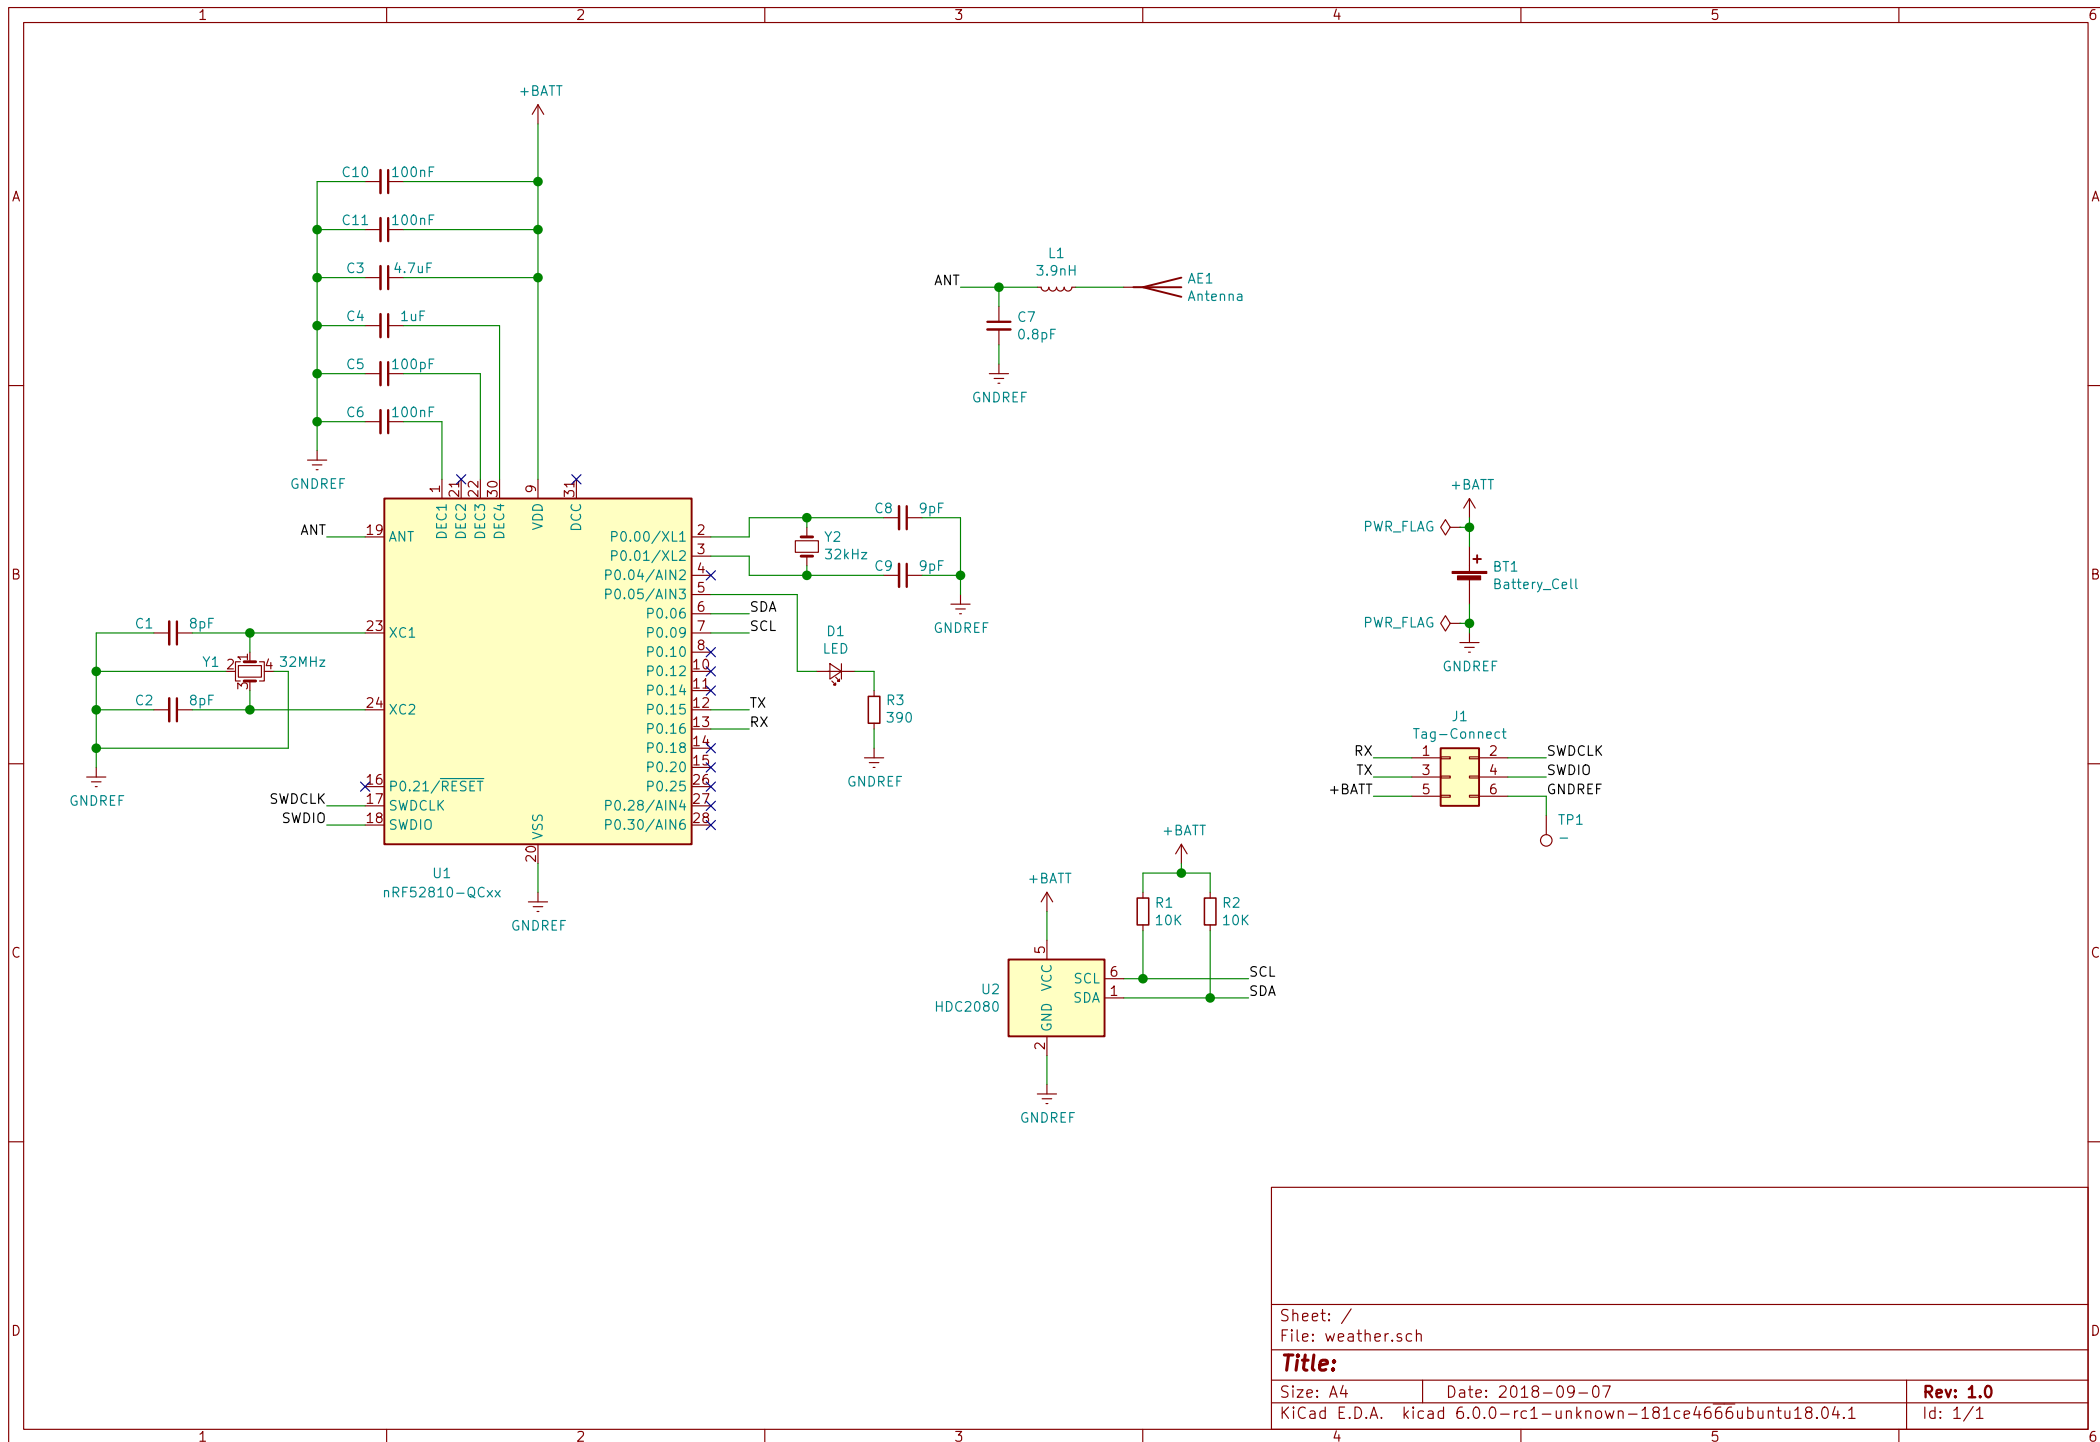 1 2 3 4 5 6
A A
B B
C C
D D
+BATT
C10 100nF
C11 100nF
C3 4.7uF
C4 1uF
C5 100pF
C6 100nF
GNDREF
1 21 22 30 9 31
DEC1 DEC2 DEC3 DEC4 VDD DCC
ANT 19 ANT
23 XC1
24 XC2
16 P0.21/RESET
SWDCLK 17 SWDCLK
SWDIO 18 SWDIO
P0.00/XL1 2
P0.01/XL2 3
P0.04/AIN2 4
P0.05/AIN3 5
P0.06 6 SDA
P0.09 7 SCL
P0.10 8
P0.12 10
P0.14 11
P0.15 12 TX
P0.16 13 RX
P0.18 14
P0.20 15
P0.25 26
P0.28/AIN4 27
P0.30/AIN6 28
VSS
20
U1
nRF52810-QCxx
GNDREF
C1 8pF
Y1 2 1 4 32MHz
3
C2 8pF
GNDREF
C8 9pF
Y2
32kHz
C9 9pF
GNDREF
D1
LED
R3
390
GNDREF
ANT
L1
3.9nH
AE1
Antenna
C7
0.8pF
GNDREF
+BATT
PWR_FLAG
+
BT1
Battery_Cell
PWR_FLAG
GNDREF
J1
Tag-Connect
RX 1 2 SWDCLK
TX 3 4 SWDIO
+BATT 5 6 GNDREF
TP1
-
+BATT
+BATT
R1
10K
R2
10K
5
VCC
U2
HDC2080
SCL 6 SCL
SDA 1 SDA
GND
2
GNDREF
Sheet: /
File: weather.sch
Title:
Size: A4 Date: 2018-09-07 Rev: 1.0
KiCad E.D.A. kicad 6.0.0-rc1-unknown-181ce4666ubuntu18.04.1 Id: 1/1
1 2 3 4 5 6